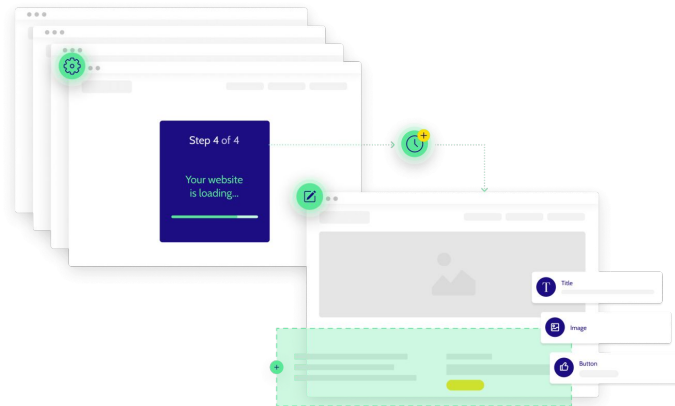 Step 4 of 4
Your website
is loading...
T
Title
Image
Button